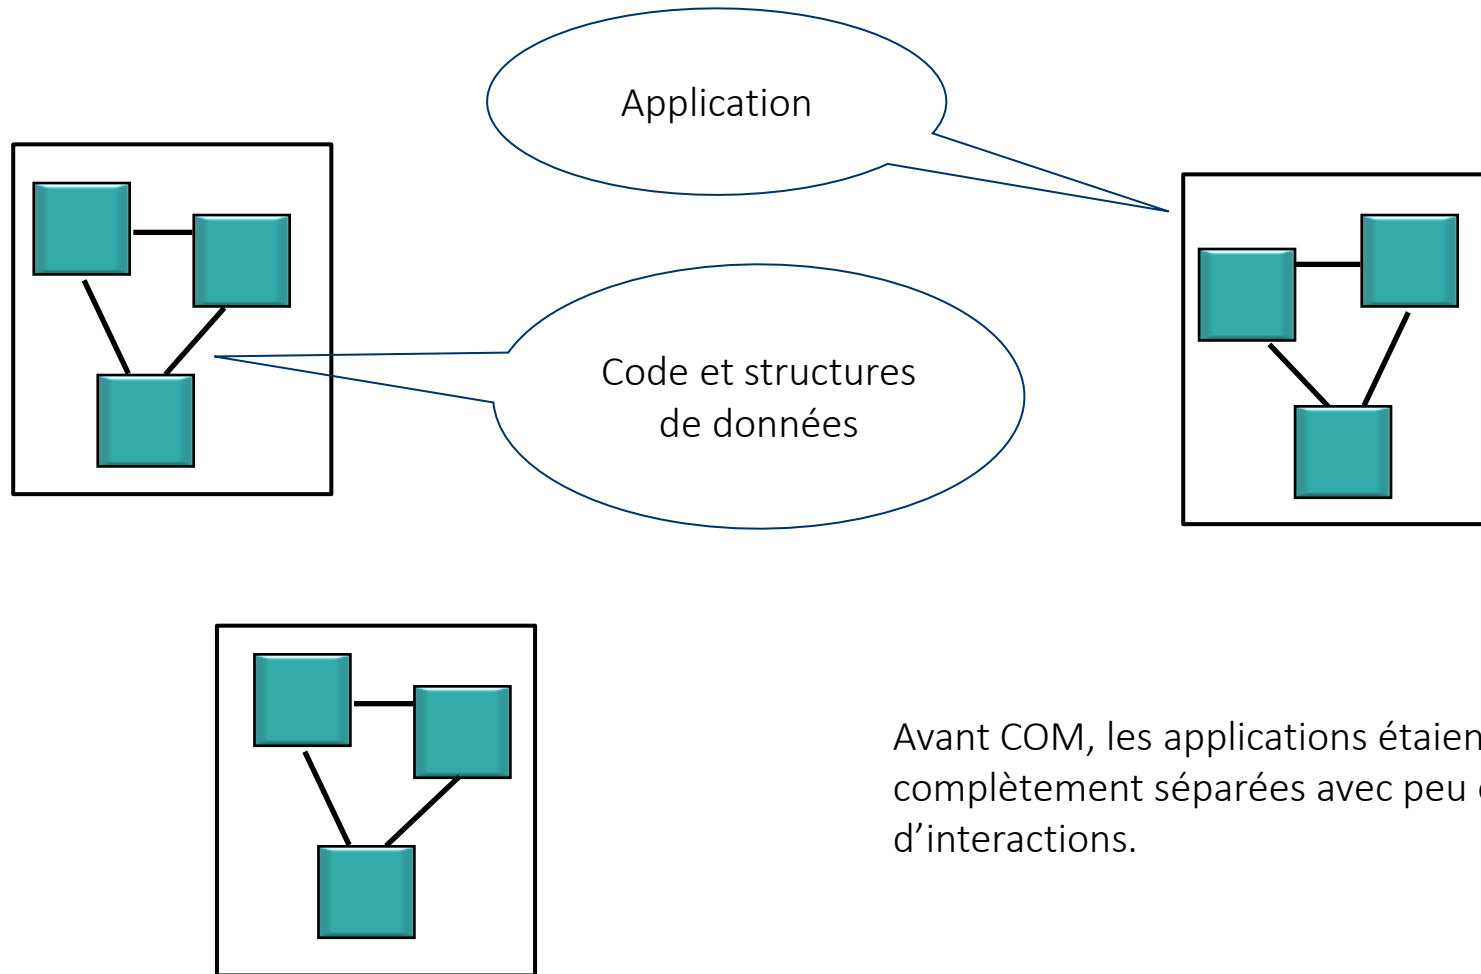 Application
Code et structures
de données
Avant COM, les applications étaien
complètement séparées avec peu
d’interactions.